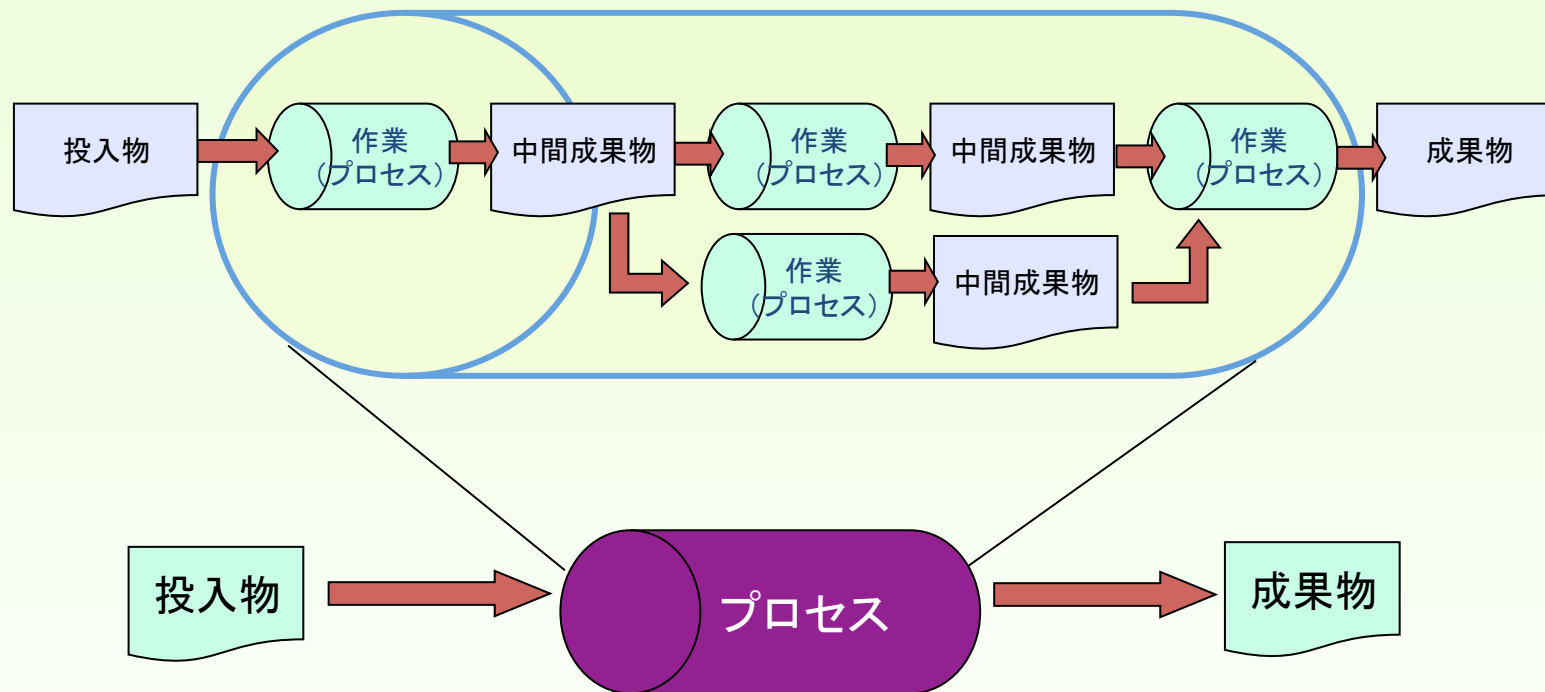 投入物
作業
(プロセス)
中間成果物
作業
(プロセス)
中間成果物
作業
(プロセス)
成果物
作業
(プロセス)
中間成果物
投入物
プロセス
成果物